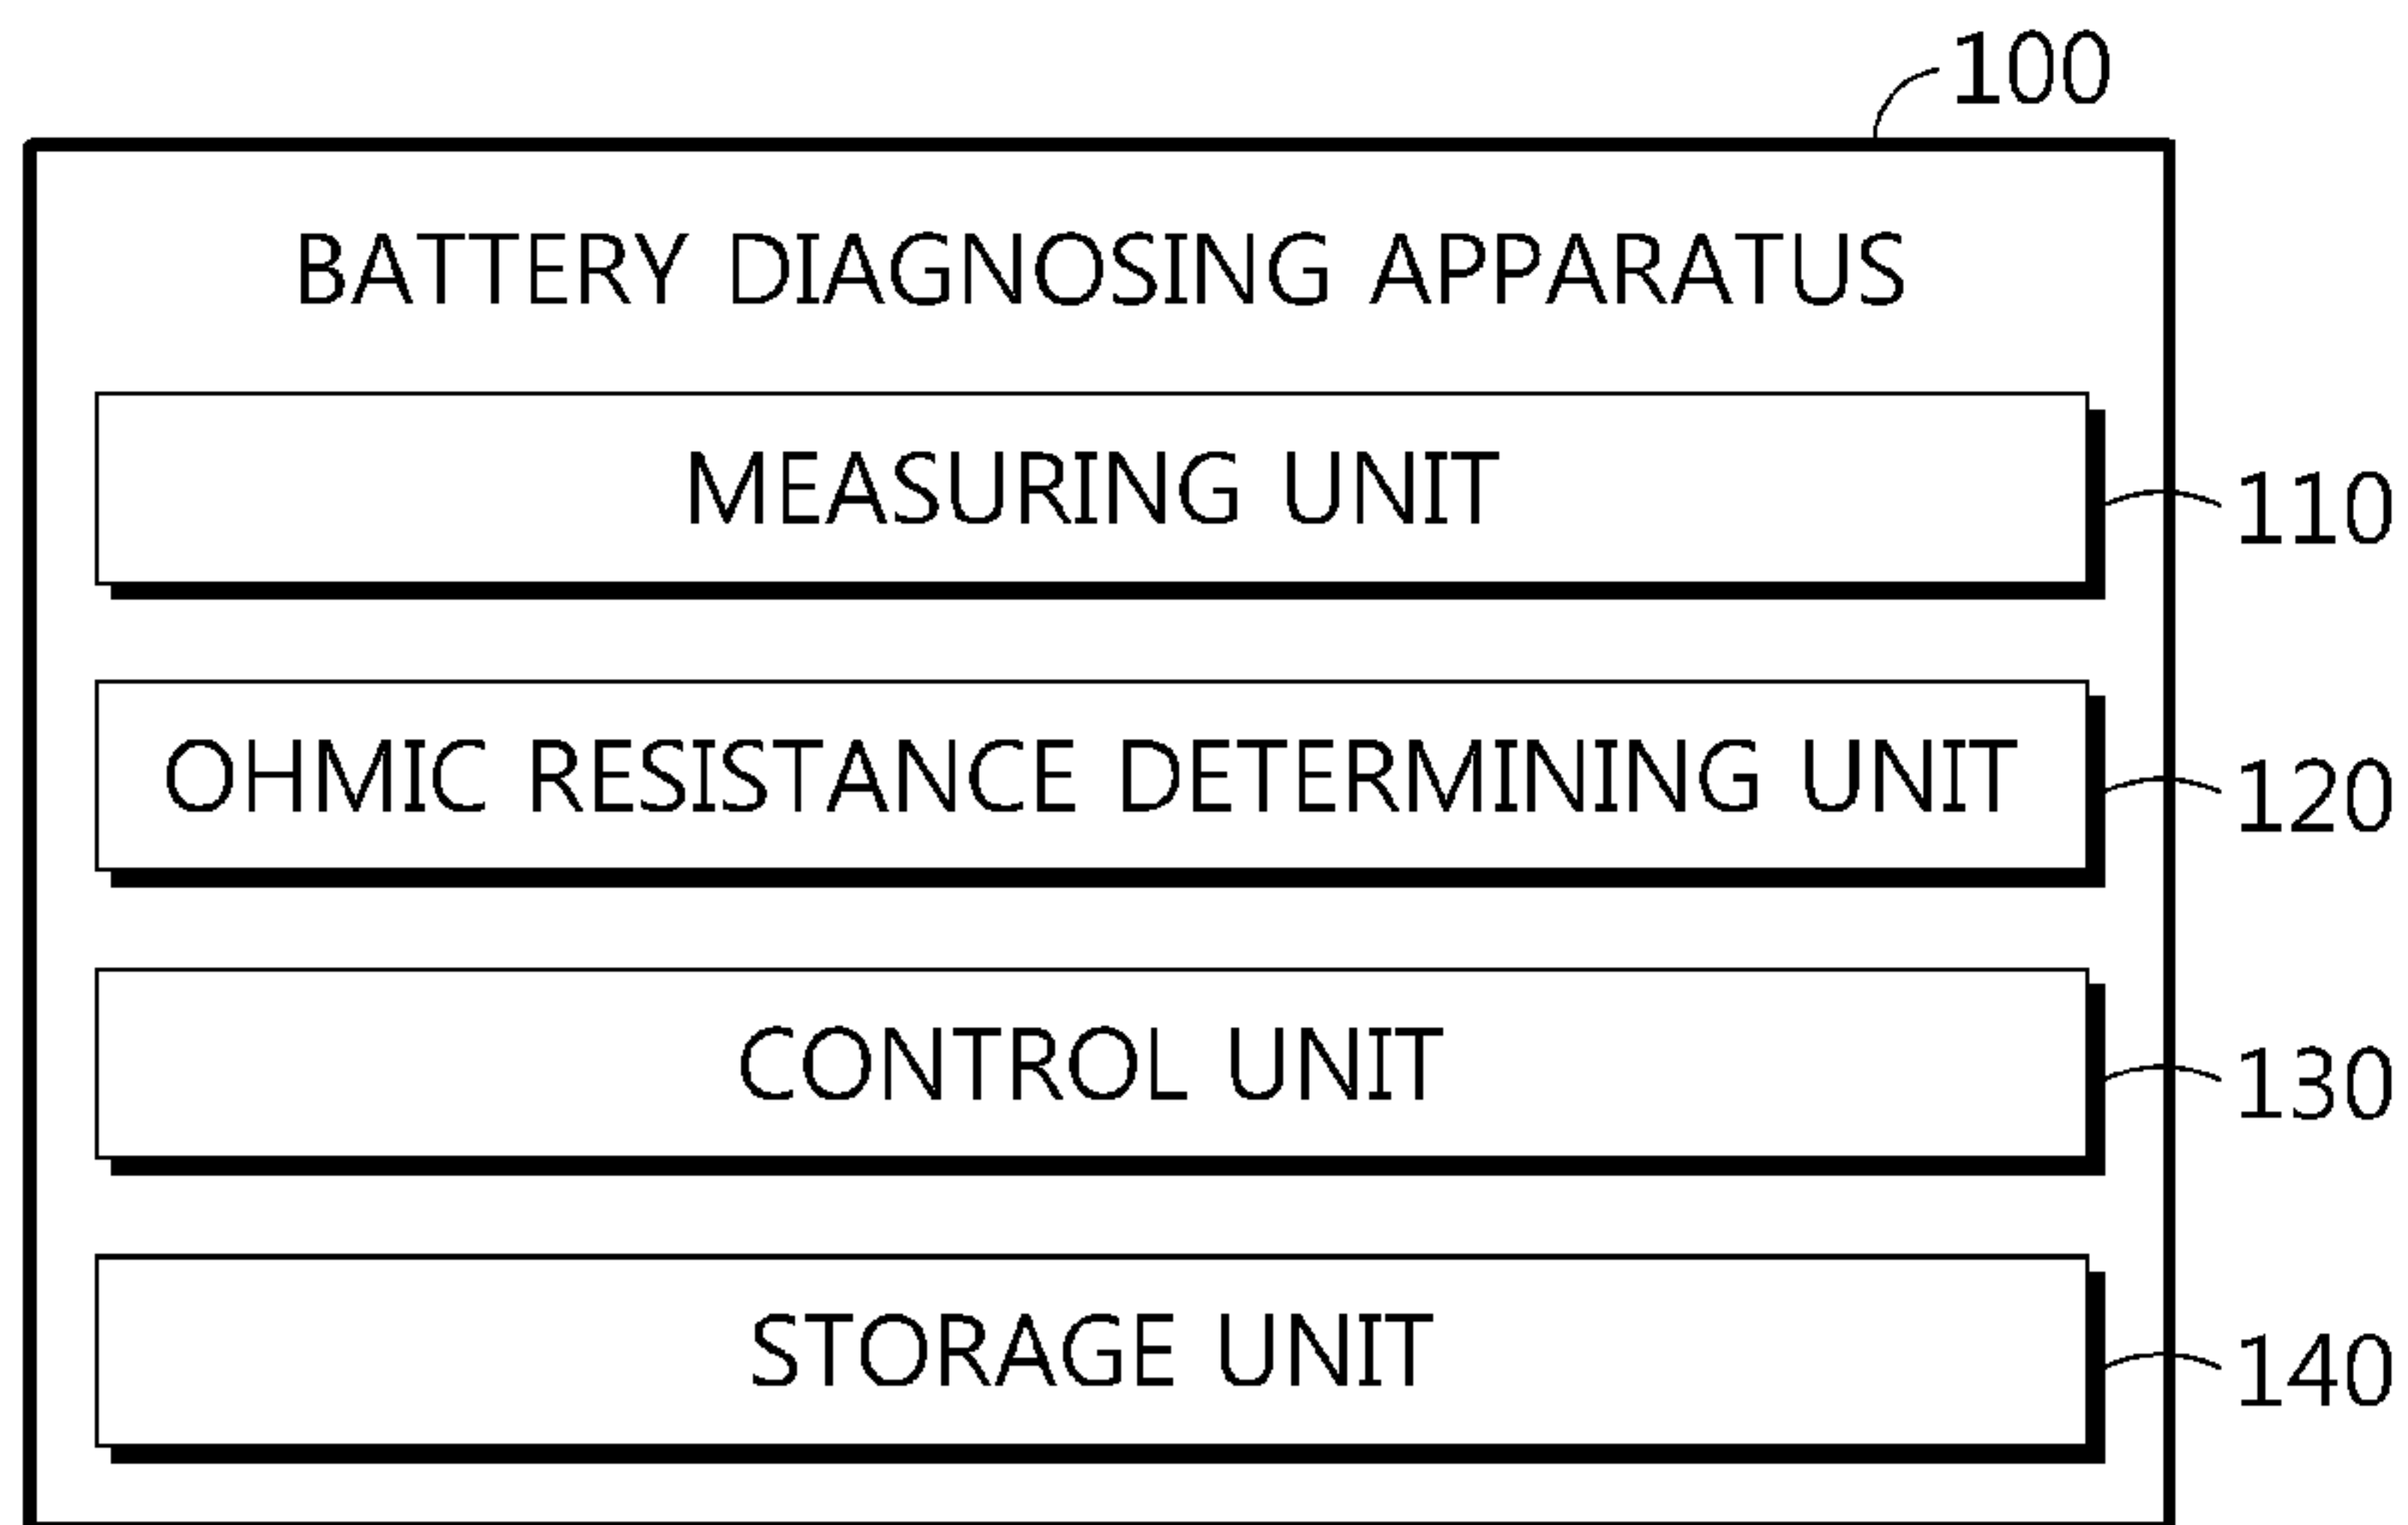 100
BATTERY DIAGNOSING APPARATUS
MEASURING UNIT
110
OHMIC RESISTANCE DETERMINING UNIT
120
CONTROL UNIT
130
STORAGE UNIT
140